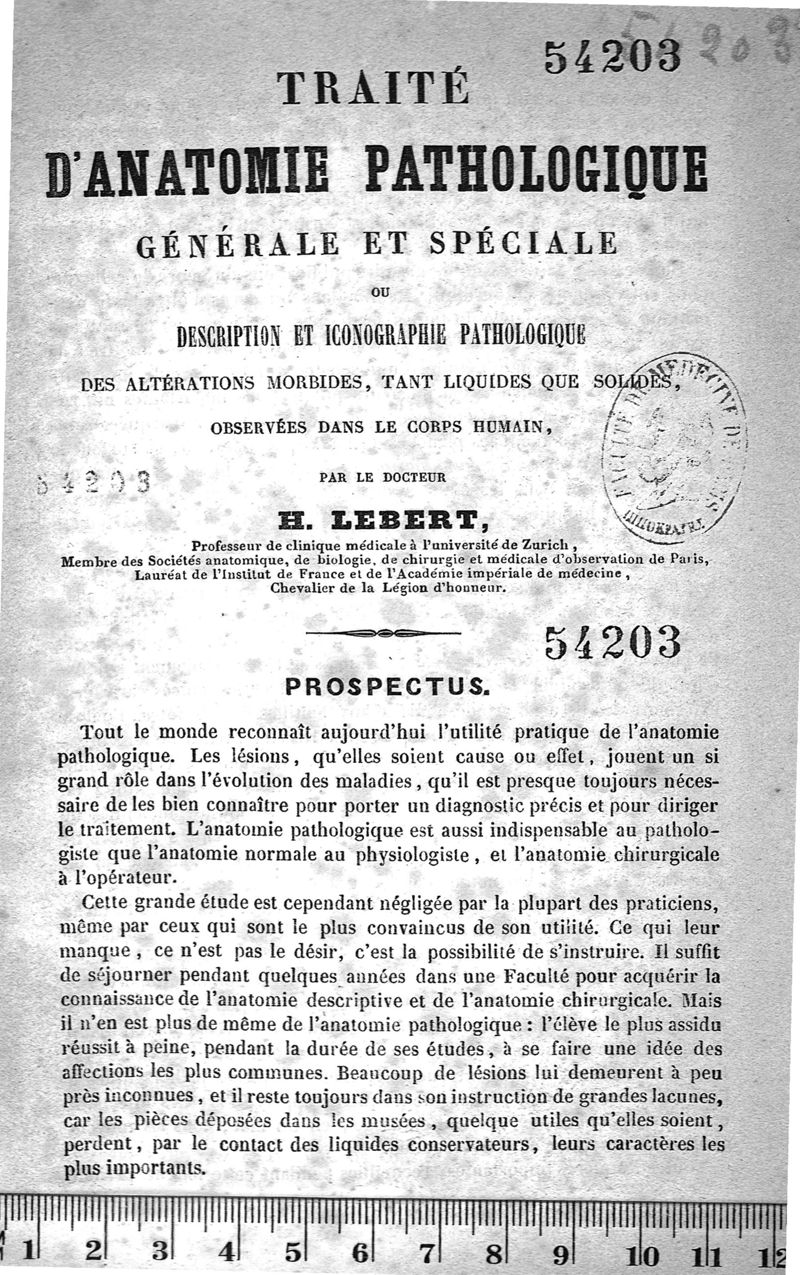 54203
54203
TRAITÉ
D'ANATOMIE PATHOLOGIQUE
GÉNÉRALE ET SPÉCIALE
OU
DESCRIPTION ET ICONOGRAPHIE PATHOLOGIQUE
DES ALTÉRATIONS MORBIDES, TANT LIQUIDES QUE SOLIDES,
OBSERVÉES DANS LE CORPS HUMAIN,
FACULTÉ DE MÉDECINE DE PARIS
54203
PAR LE DOCTEUR
H. LEBERT,
Professeur de clinique médicale à l'université de Zurich,
Membre des Sociétés anatomique, de biologie, de chirurgie et médicale d'observation de Paris,
Lauréat de l'Institut de France et de l'Académie impériale de médecine,
Chevalier de la Légion d'honneur.
54203
PROSPECTUS.
Tout le monde reconnaît aujourd'hui l'utilité pratique de l'anatomie
pathologique. Les lésions, qu'elles soient cause ou effet, jouent un si
grand rôle dans l'évolution des maladies, qu'il est presque toujours néces-
saire de les bien connaître pour porter un diagnostic précis et pour diriger
le traitement. L'anatomie pathologique est aussi indispensable au patholo-
giste que l'anatomie normale au physiologiste, et l'anatomie chirurgicale
à l'opérateur.
Cette grande étude est cependant négligée par la plupart des praticiens,
même par ceux qui sont le plus convaincus de son utilité. Ce qui leur
manque, ce n'est pas le désir, c'est la possibilité de s'instruire. Il suffit
de séjourner pendant quelques années dans une Faculté pour acquérir la
connaissance de l'anatomie descriptive et de l'anatomie chirurgicale. Mais
il n'en est plus de même de l'anatomie pathologique : l'élève le plus assidu
réussit à peine, pendant la durée de ses études, à se faire une idée des
affections les plus communes. Beaucoup de lésions lui demeurent à peu
près inconnues, et il reste toujours dans son instruction de grandes lacunes,
car les pièces déposées dans les musées, quelque utiles qu'elles soient,
perdent, par le contact des liquides conservateurs, leurs caractères les
plus importants.
1 2 3 4 5 6 7 8 9 10 11 12